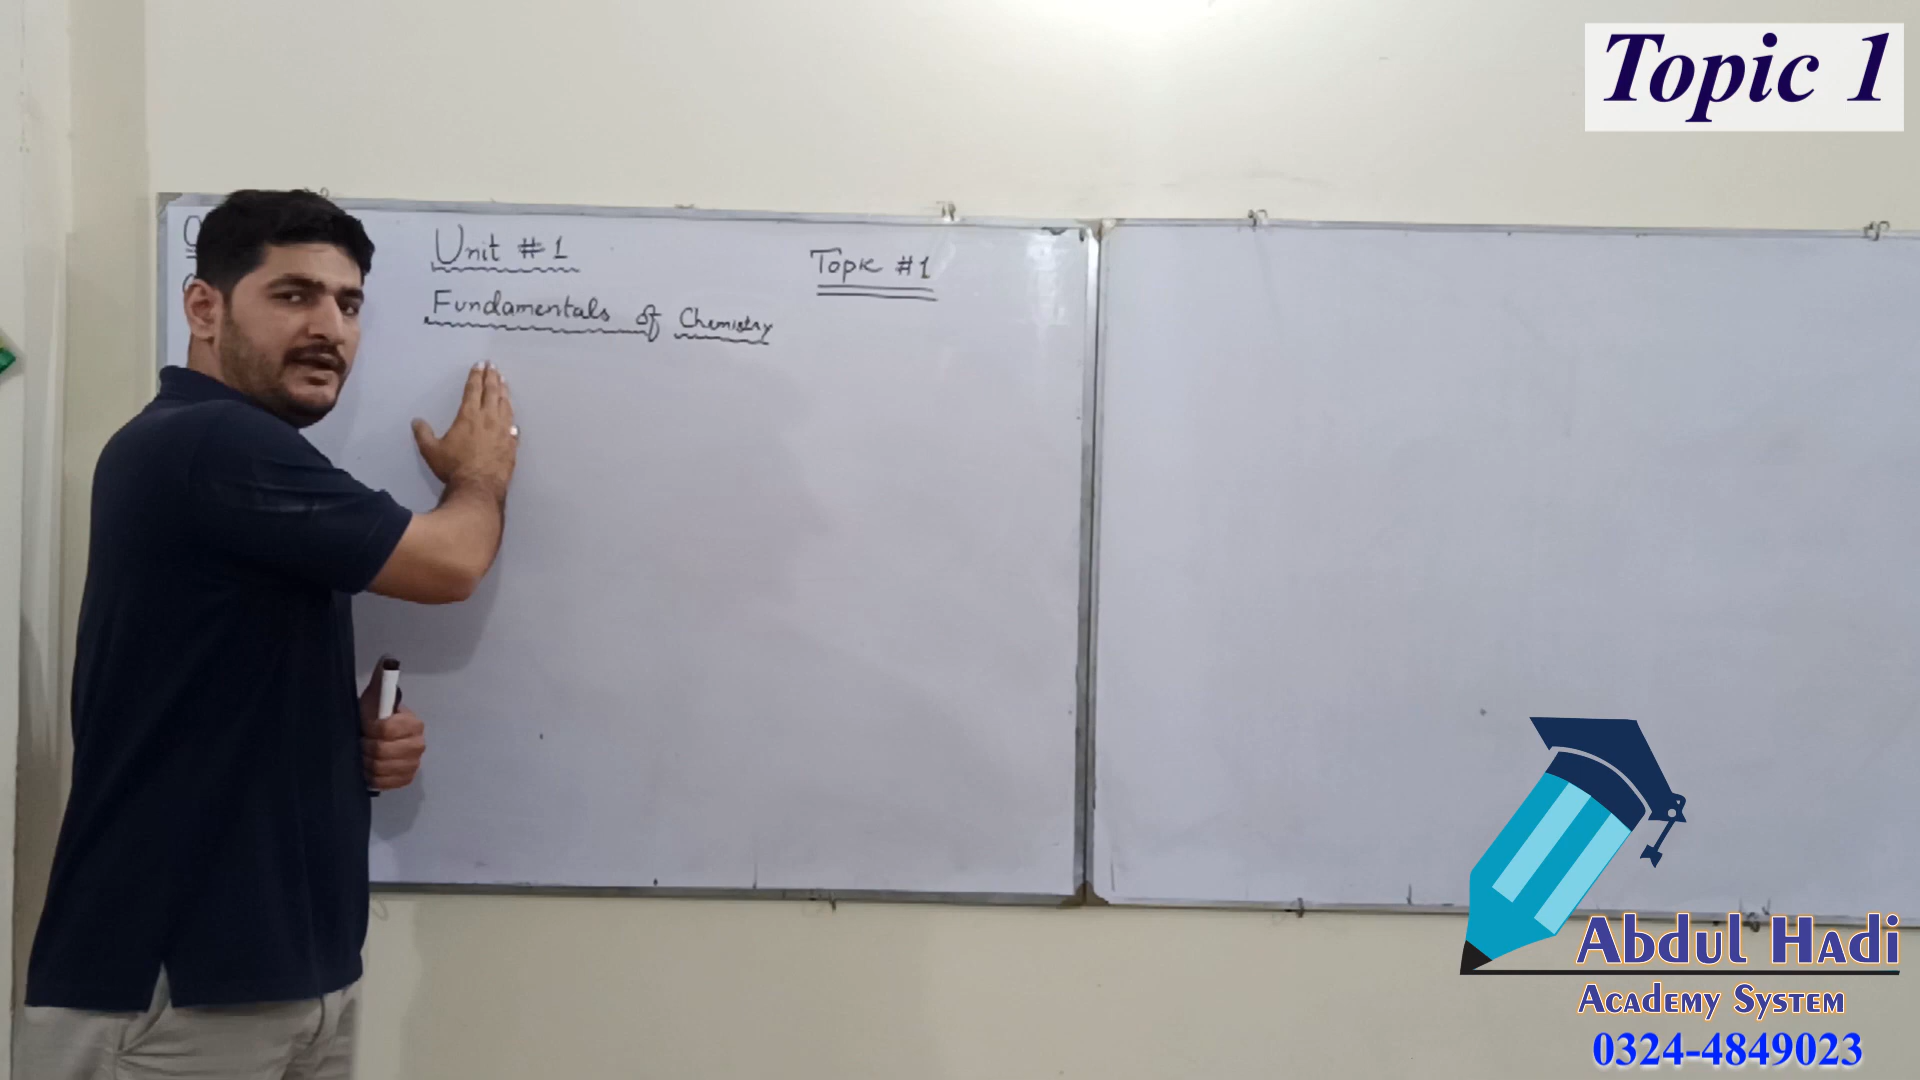 Topic 1
Unit #1
Topic #1
Fundamentals of Chemistry
Abdul Hadi
Academy System
0324-4849023